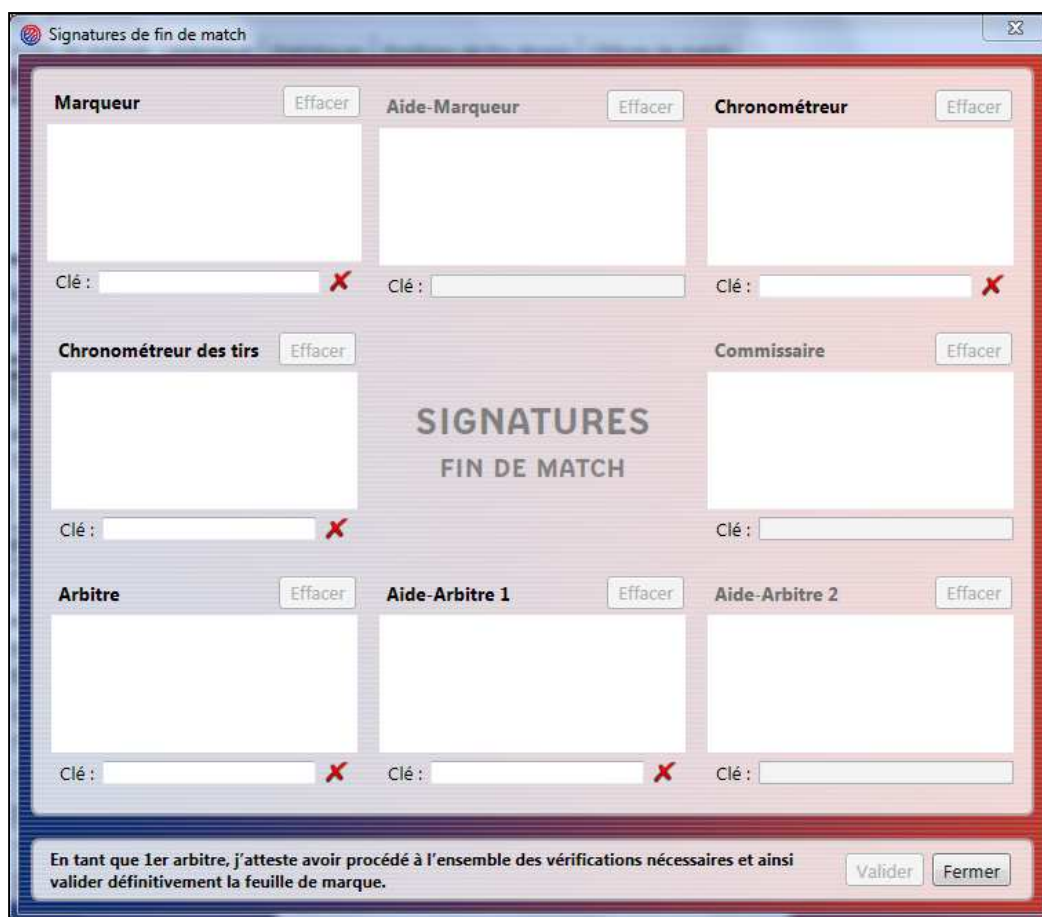 Signatures de fin de match
Marqueur Effacer Aide-Marqueur Effacer Chronométreur Effacer
Clé : Clé : Clé :
Chronométreur des tirs Effacer Commissaire Effacer
SIGNATURES
FIN DE MATCH
Clé : Clé :
Arbitre Effacer Aide-Arbitre 1 Effacer Aide-Arbitre 2 Effacer
Clé : Clé : Clé :
En tant que 1er arbitre, j'atteste avoir procédé à l'ensemble des vérifications nécessaires et ainsi
valider définitivement la feuille de marque.
Valider Fermer